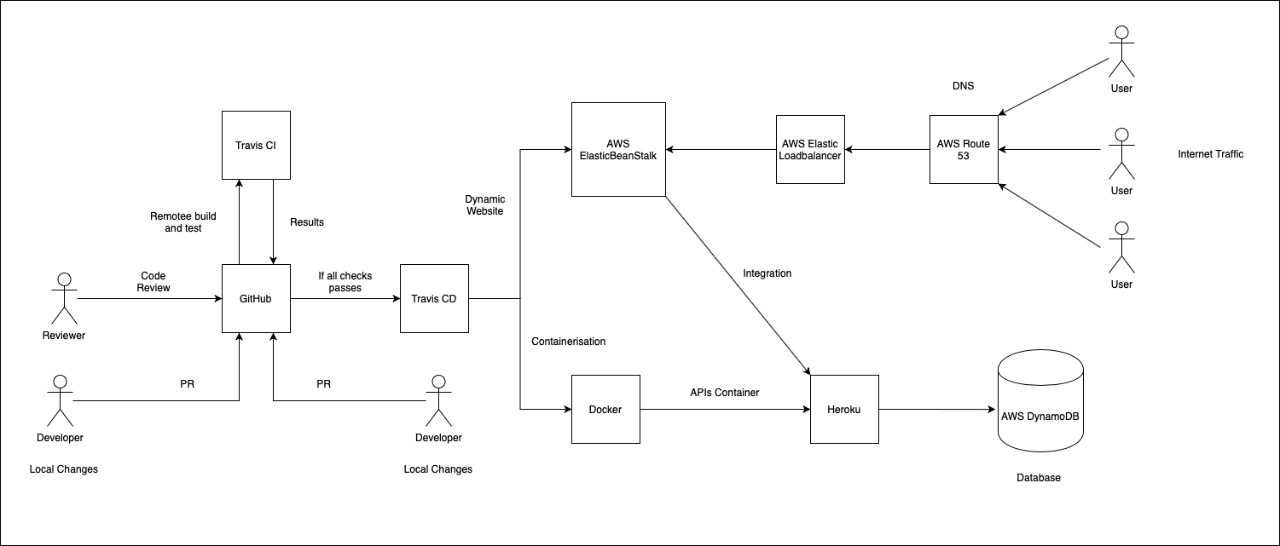 User
DNS
Travis CI
AWS
ElasticBeanStalk
AWS Elastic
Loadbalancer
AWS Route
53
User
Internet Traffic
Dynamic
Website
Remotee build
and test
Results
Code
Review
GitHub
If all checks
passes
Travis CD
Integration
User
Reviewer
Containerisation
PR
PR
Docker
APIs Container
Heroku
AWS DynamoDB
Developer
Developer
Local Changes
Local Changes
Database